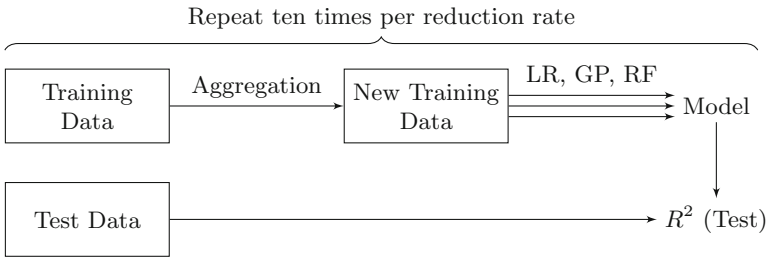 Repeat ten times per reduction rate
Training
Data
Aggregation
New Training
Data
LR, GP, RF
Model
Test Data
R² (Test)